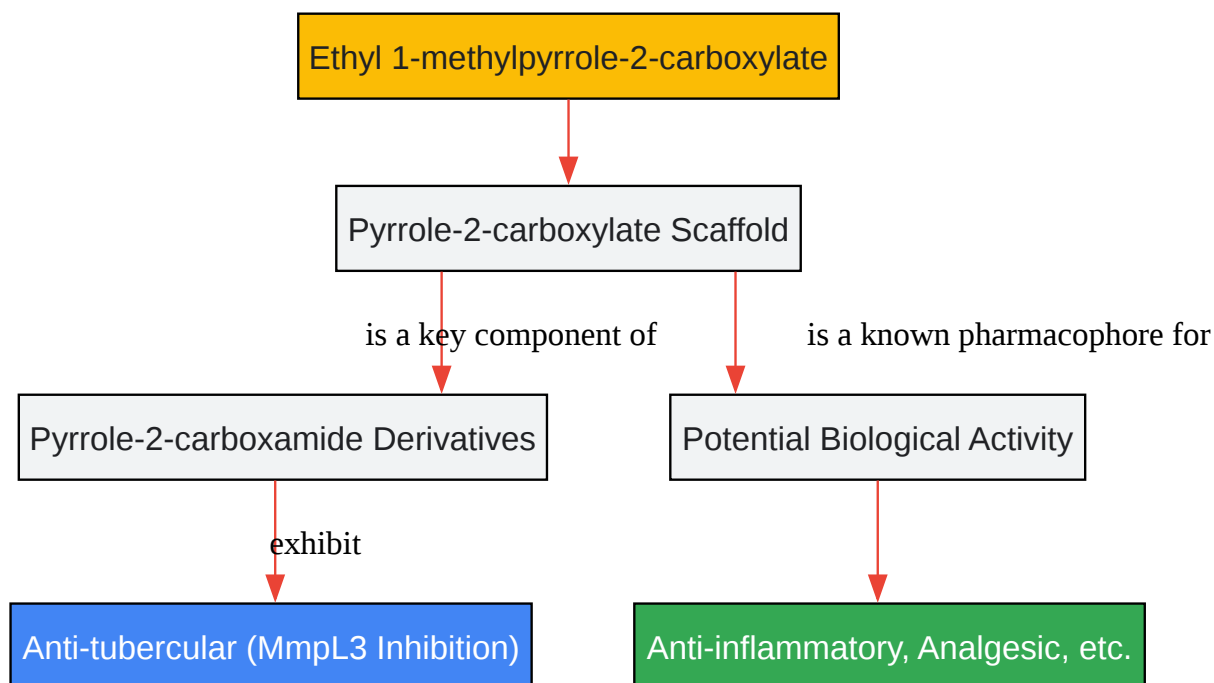 Ethyl 1-methylpyrrole-2-carboxylate
Pyrrole-2-carboxylate Scaffold
is a key component of
is a known pharmacophore for
Pyrrole-2-carboxamide Derivatives
Potential Biological Activity
exhibit
Anti-tubercular (MmpL3 Inhibition)
Anti-inflammatory, Analgesic, etc.